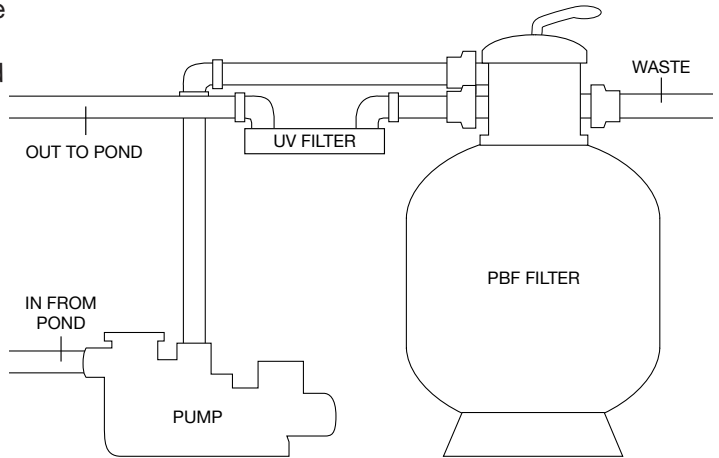 e
d
WASTE
OUT TO POND
UV FILTER
PBF FILTER
IN FROM
POND
PUMP